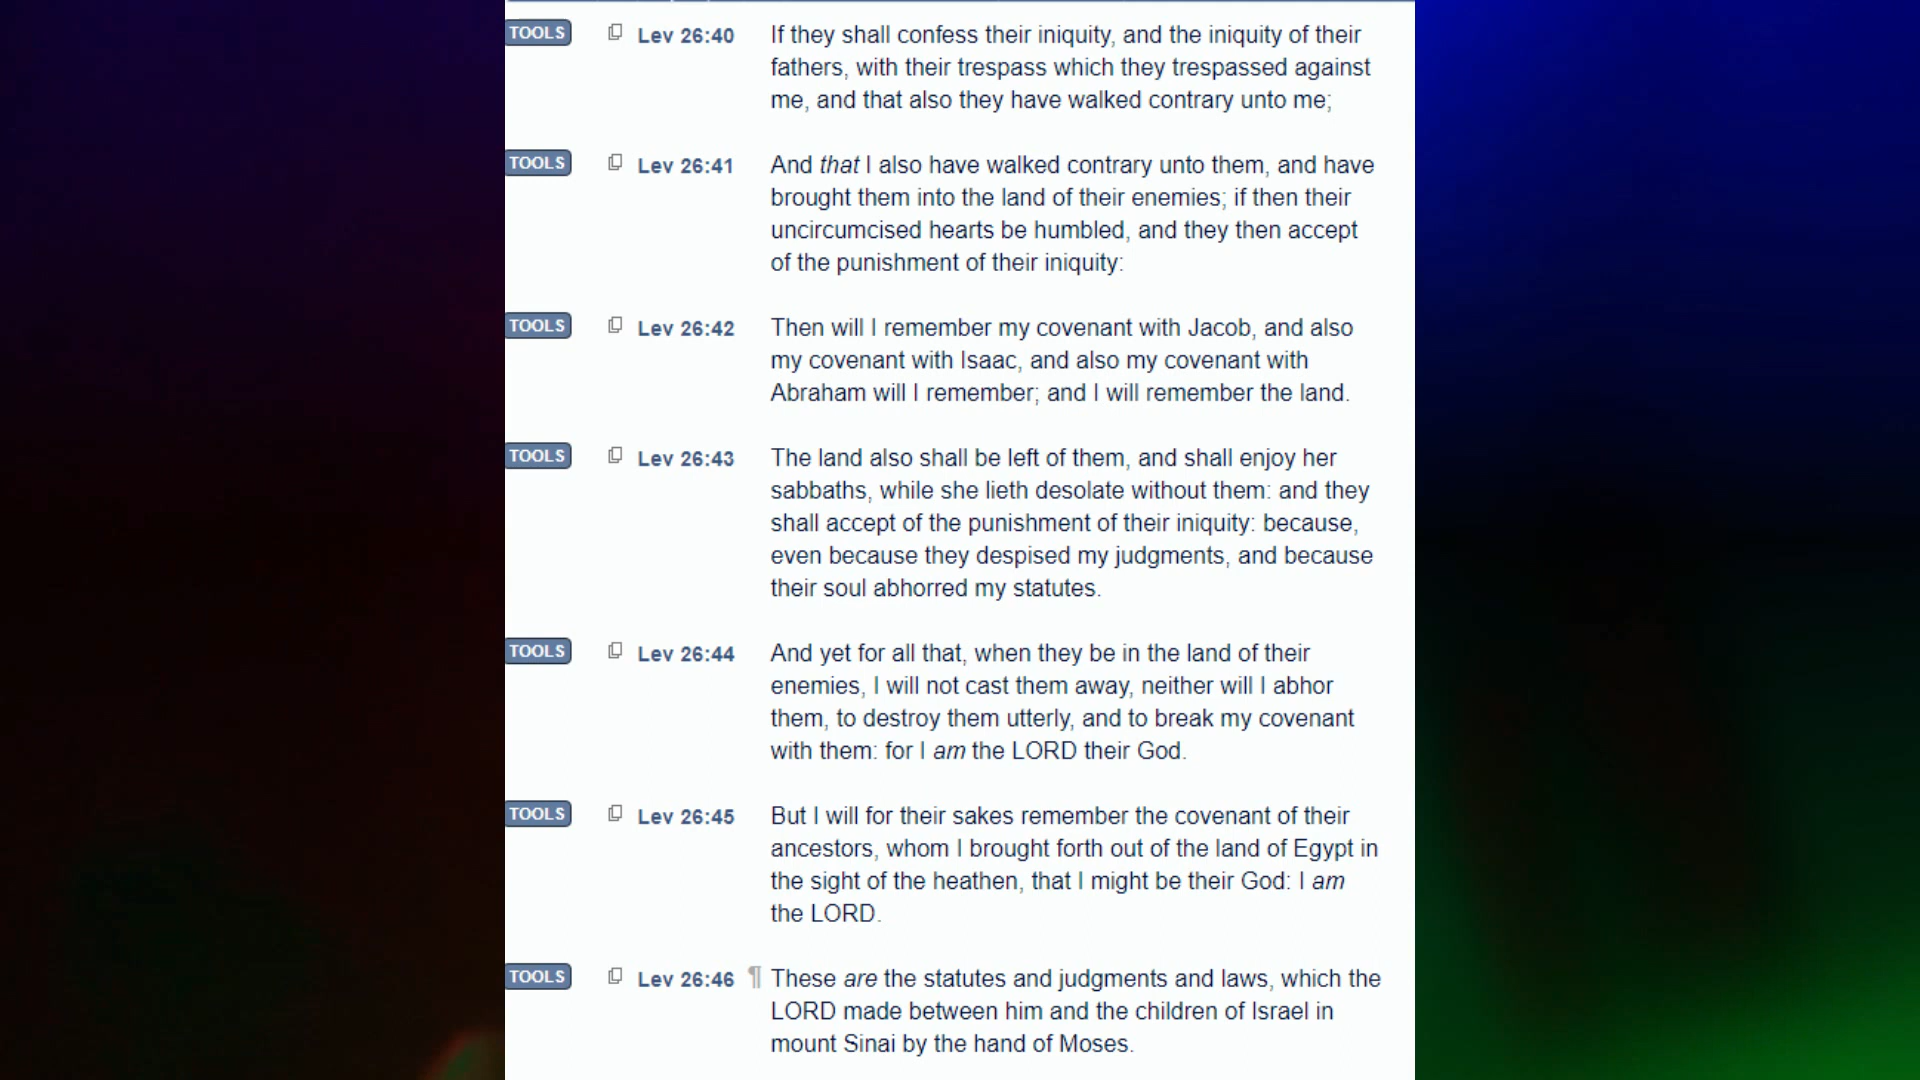 TOOLS Lev 26:40 If they shall confess their iniquity, and the iniquity of their
fathers, with their trespass which they trespassed against
me, and that also they have walked contrary unto me;
TOOLS Lev 26:41 And that I also have walked contrary unto them, and have
brought them into the land of their enemies; if then their
uncircumcised hearts be humbled, and they then accept
of the punishment of their iniquity:
TOOLS Lev 26:42 Then will I remember my covenant with Jacob, and also
my covenant with Isaac, and also my covenant with
Abraham will I remember; and I will remember the land.
TOOLS Lev 26:43 The land also shall be left of them, and shall enjoy her
sabbaths, while she lieth desolate without them: and they
shall accept of the punishment of their iniquity: because,
even because they despised my judgments, and because
their soul abhorred my statutes.
TOOLS Lev 26:44 And yet for all that, when they be in the land of their
enemies, I will not cast them away, neither will I abhor
them, to destroy them utterly, and to break my covenant
with them: for I am the LORD their God.
TOOLS Lev 26:45 But I will for their sakes remember the covenant of their
ancestors, whom I brought forth out of the land of Egypt in
the sight of the heathen, that I might be their God: I am
the LORD.
TOOLS Lev 26:46 ¶ These are the statutes and judgments and laws, which the
LORD made between him and the children of Israel in
mount Sinai by the hand of Moses.